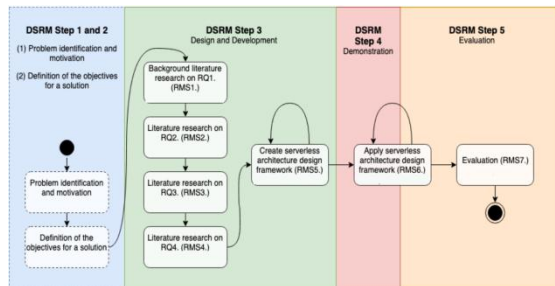 DSRM Step 1 and 2
(1) Problem identification and
motivation
(2) Definition of the objectives
for a solution
Problem identification
and motivation
Definition of the
objectives for a solution
DSRM Step 3
Design and Development
Background literature
research on RQ1.
(RMS1.)
Literature research on
RQ2. (RMS2.)
Literature research on
RQ3. (RMS3.)
Literature research on
RQ4. (RMS4.)
Create serverless
architecture design
framework (RMS5.)
DSRM
Step 4
Demonstration
Apply serverless
architecture design
framework (RMS6.)
DSRM Step 5
Evaluation
Evaluation (RMS7.)